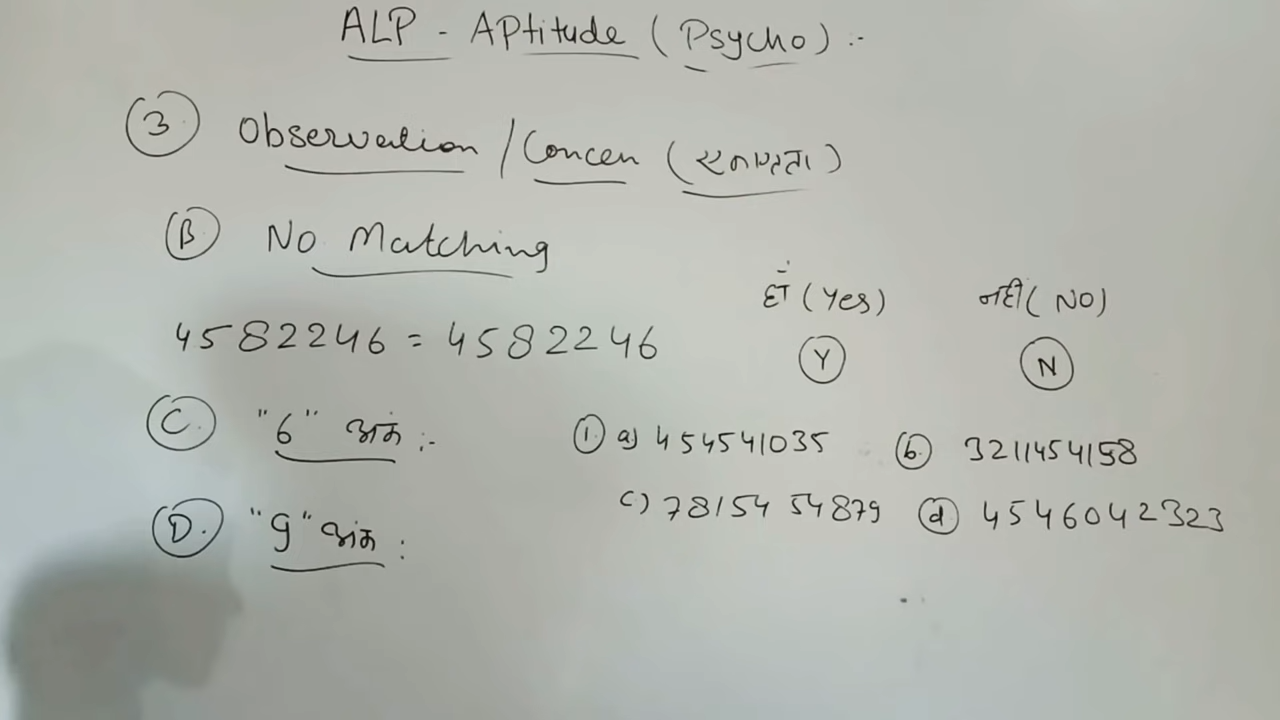 ALP - APtitude (Psycho) :-
3 Observation / Concen (एकाग्रता)
B No Matching
हाँ (Yes) नहीं (NO)
4582246 = 4582246 Y N
C. "6" अंक :- 1. a) 454541035 b 3211454158
c) 7815454879 d 4546042323
D. "9" अंक :